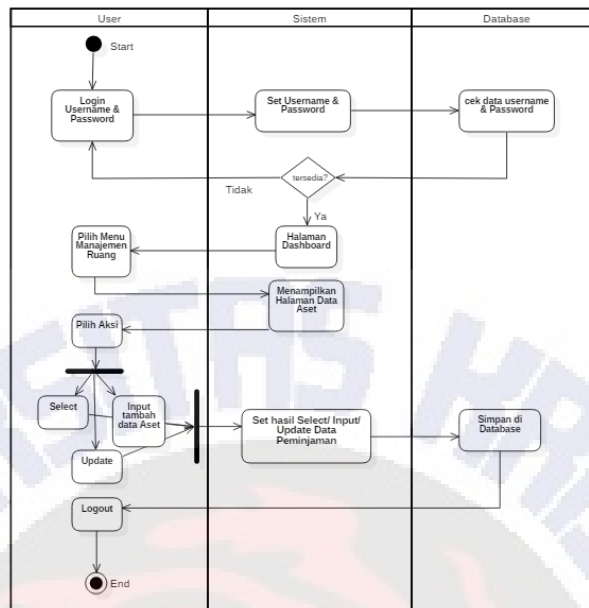 User
Sistem
Database
Start
Login
Username &
Password
Set Username &
Password
cek data username
& Password
tersedia?
Tidak
Ya
Pilih Menu
Manajemen
Ruang
Halaman
Dashboard
Menampilkan
Halaman Data
Aset
Pilih Aksi
Select
Input
tambah
data Aset
Update
Set hasil Select/ Input/
Update Data
Peminjaman
Simpan di
Database
Logout
End